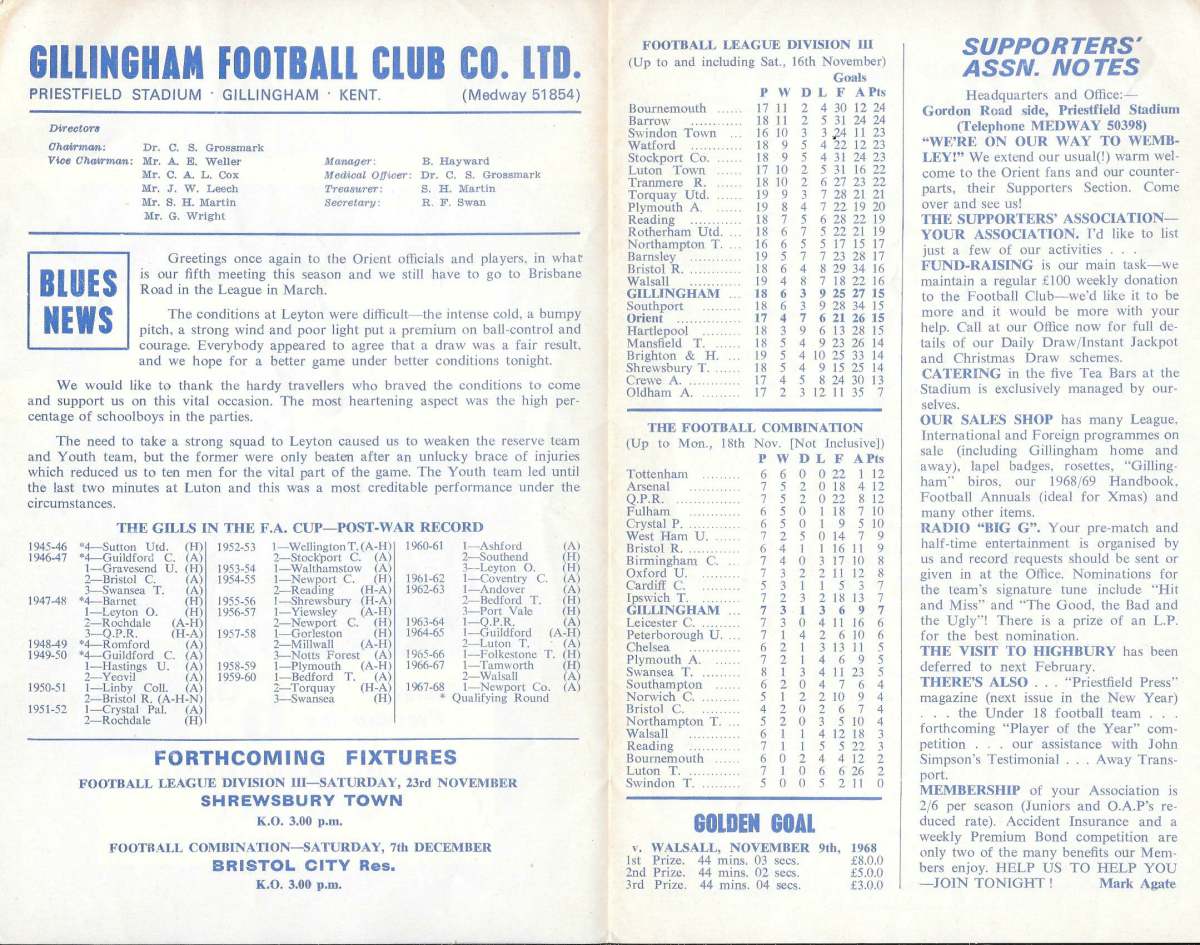 GILLINGHAM FOOTBALL CLUB CO. LTD.
PRIESTFIELD STADIUM · GILLINGHAM · KENT. (Medway 51854)
Directors
Chairman: Dr. C. S. Grossmark
Vice Chairman: Mr. A. E. Weller Manager: B. Hayward
Mr. C. A. L. Cox Medical Officer: Dr. C. S. Grossmark
Mr. J. W. Leech Treasurer: S. H. Martin
Mr. S. H. Martin Secretary: R. F. Swan
Mr. G. Wright
BLUES
NEWS
Greetings once again to the Orient officials and players, in what
is our fifth meeting this season and we still have to go to Brisbane
Road in the League in March.
The conditions at Leyton were difficult—the intense cold, a bumpy
pitch, a strong wind and poor light put a premium on ball-control and
courage. Everybody appeared to agree that a draw was a fair result,
and we hope for a better game under better conditions tonight.
We would like to thank the hardy travellers who braved the conditions to come
and support us on this vital occasion. The most heartening aspect was the high per-
centage of schoolboys in the parties.
The need to take a strong squad to Leyton caused us to weaken the reserve team
and Youth team, but the former were only beaten after an unlucky brace of injuries
which reduced us to ten men for the vital part of the game. The Youth team led until
the last two minutes at Luton and this was a most creditable performance under the
circumstances.
THE GILLS IN THE F.A. CUP—POST-WAR RECORD
1945-46 *4—Sutton Utd. (H)
1946-47 *4—Guildford C. (A)
1—Gravesend U. (H)
2—Bristol C. (A)
3—Swansea T. (A)
1947-48 *4—Barnet (H)
1—Leyton O. (H)
2—Rochdale (A-H)
3—Q.P.R. (H-A)
1948-49 *4—Romford (A)
1949-50 *4—Guildford C. (A)
1—Hastings U. (A)
2—Yeovil (A)
1950-51 1—Linby Coll. (A)
2—Bristol R. (A-H-N)
1951-52 1—Crystal Pal. (A)
2—Rochdale (H)
1952-53 1—Wellington T. (A-H)
2—Stockport C. (A)
1953-54 1—Walthamstow (A)
1954-55 1—Newport C. (H)
2—Reading (H-A)
1955-56 1—Shrewsbury (H-A)
1956-57 1—Yiewsley (A-H)
2—Newport C. (H)
1957-58 1—Gorleston (H)
2—Millwall (A-H)
3—Notts Forest (A)
1958-59 1—Plymouth (A-H)
1959-60 1—Bedford T. (A)
2—Torquay (H-A)
3—Swansea (H)
1960-61 1—Ashford (A)
2—Southend (H)
3—Leyton O. (H)
1961-62 1—Coventry C. (A)
1962-63 1—Andover (A)
2—Bedford T. (H)
3—Port Vale (H)
1963-64 1—Q.P.R. (A)
1964-65 1—Guildford (A-H)
2—Luton T. (A)
1965-66 1—Folkestone T. (H)
1966-67 1—Tamworth (H)
2—Walsall (A)
1967-68 1—Newport Co. (A)
* Qualifying Round
FORTHCOMING FIXTURES
FOOTBALL LEAGUE DIVISION III—SATURDAY, 23rd NOVEMBER
SHREWSBURY TOWN
K.O. 3.00 p.m.
FOOTBALL COMBINATION—SATURDAY, 7th DECEMBER
BRISTOL CITY Res.
K.O. 3.00 p.m.
FOOTBALL LEAGUE DIVISION III
(Up to and including Sat., 16th November)
Goals
P W D L F A Pts
Bournemouth ...... 17 11 2 4 30 12 24
Barrow ............ 18 11 2 5 31 24 24
Swindon Town ... 16 10 3 3 24 11 23
Watford ............ 18 9 5 4 22 12 23
Stockport Co. ...... 18 9 5 4 31 24 23
Luton Town ...... 17 10 2 5 31 16 22
Tranmere R. ...... 18 10 2 6 27 23 22
Torquay Utd. ...... 19 9 3 7 28 21 21
Plymouth A. ...... 19 8 4 7 22 19 20
Reading ............ 18 7 5 6 28 22 19
Rotherham Utd. ... 18 6 7 5 22 21 19
Northampton T. ... 16 6 5 5 17 15 17
Barnsley ............ 19 5 7 7 23 28 17
Bristol R. ......... 18 6 4 8 29 34 16
Walsall ............ 19 4 8 7 18 22 16
GILLINGHAM ... 18 6 3 9 25 27 15
Southport ......... 18 6 3 9 28 34 15
Orient ............ 17 4 7 6 21 26 15
Hartlepool ......... 18 3 9 6 13 28 15
Mansfield T. ...... 18 5 4 9 23 26 14
Brighton & H. ... 19 5 4 10 25 33 14
Shrewsbury T. ...... 18 5 4 9 15 25 14
Crewe A. ......... 17 4 5 8 24 30 13
Oldham A. ......... 17 2 3 12 11 35 7
THE FOOTBALL COMBINATION
(Up to Mon., 18th Nov. [Not Inclusive])
P W D L F A Pts
Tottenham ......... 6 6 0 0 22 1 12
Arsenal ............ 7 5 2 0 18 4 12
Q.P.R. ............ 7 5 2 0 22 8 12
Fulham ............ 6 5 0 1 18 7 10
Crystal P. ......... 6 5 0 1 9 5 10
West Ham U. ...... 7 2 5 0 14 7 9
Bristol R. ......... 6 4 1 1 16 11 9
Birmingham C. ... 7 4 0 3 17 10 8
Oxford U. ......... 7 3 2 2 11 12 8
Cardiff C. ......... 5 3 1 1 5 3 7
Ipswich T. ......... 7 2 3 2 18 13 7
GILLINGHAM ... 7 3 1 3 6 9 7
Leicester C. ......... 7 3 0 4 11 16 6
Peterborough U. ... 7 1 4 2 6 10 6
Chelsea ............ 6 2 1 3 13 11 5
Plymouth A. ...... 7 2 1 4 6 9 5
Swansea T. ......... 8 1 3 4 11 23 5
Southampton ...... 6 2 0 4 7 6 4
Norwich C. ......... 5 1 2 2 10 9 4
Bristol C. ......... 4 2 0 2 6 7 4
Northampton T. ... 5 2 0 3 5 10 4
Walsall ............ 6 1 1 4 12 18 3
Reading ............ 7 1 1 5 5 22 3
Bournemouth ...... 6 0 2 4 4 12 2
Luton T. ............ 7 1 0 6 6 26 2
Swindon T. ......... 5 0 0 5 2 11 0
GOLDEN GOAL
v. WALSALL, NOVEMBER 9th, 1968
1st Prize. 44 mins. 03 secs. £8.0.0
2nd Prize. 44 mins. 02 secs. £5.0.0
3rd Prize. 44 mins. 04 secs. £3.0.0
SUPPORTERS'
ASSN. NOTES
Headquarters and Office:—
Gordon Road side, Priestfield Stadium
(Telephone MEDWAY 50398)
"WE'RE ON OUR WAY TO WEMB-
LEY!" We extend our usual(!) warm wel-
come to the Orient fans and our counter-
parts, their Supporters Section. Come
over and see us!
THE SUPPORTERS' ASSOCIATION—
YOUR ASSOCIATION. I'd like to list
just a few of our activities . . .
FUND-RAISING is our main task—we
maintain a regular £100 weekly donation
to the Football Club—we'd like it to be
more and it would be more with your
help. Call at our Office now for full de-
tails of our Daily Draw/Instant Jackpot
and Christmas Draw schemes.
CATERING in the five Tea Bars at the
Stadium is exclusively managed by our-
selves.
OUR SALES SHOP has many League,
International and Foreign programmes on
sale (including Gillingham home and
away), lapel badges, rosettes, "Gilling-
ham" biros, our 1968/69 Handbook,
Football Annuals (ideal for Xmas) and
many other items.
RADIO "BIG G". Your pre-match and
half-time entertainment is organised by
us and record requests should be sent or
given in at the Office. Nominations for
the team's signature tune include "Hit
and Miss" and "The Good, the Bad and
the Ugly"! There is a prize of an L.P.
for the best nomination.
THE VISIT TO HIGHBURY has been
deferred to next February.
THERE'S ALSO . . . "Priestfield Press"
magazine (next issue in the New Year)
. . . the Under 18 football team . . .
forthcoming "Player of the Year" com-
petition . . . our assistance with John
Simpson's Testimonial . . . Away Trans-
port.
MEMBERSHIP of your Association is
2/6 per season (Juniors and O.A.P's re-
duced rate). Accident Insurance and a
weekly Premium Bond competition are
only two of the many benefits our Mem-
bers enjoy. HELP US TO HELP YOU
—JOIN TONIGHT! Mark Agate